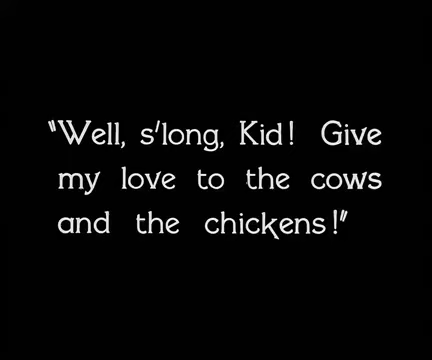 "Well, s'long, Kid! Give
my love to the cows
and the chickens!"